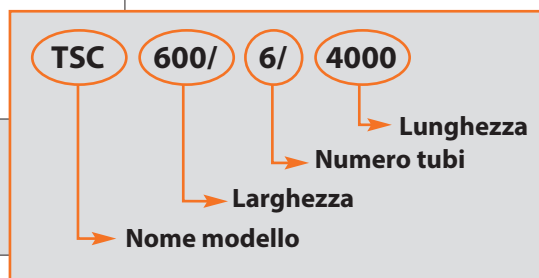 TSC 600/ 6/ 4000
Lunghezza
Numero tubi
Larghezza
Nome modello